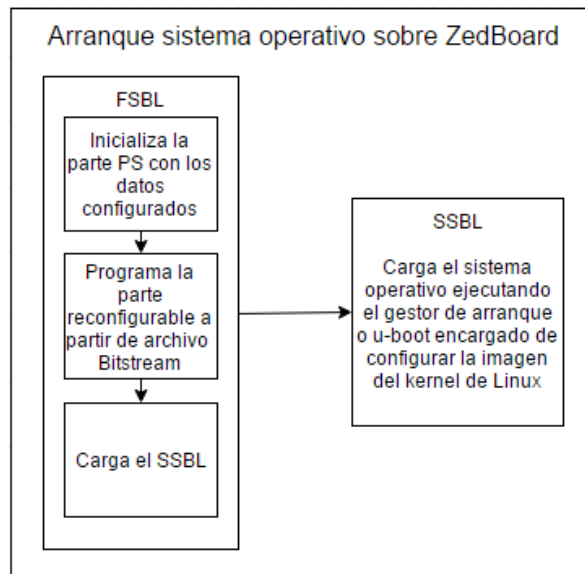 Arranque sistema operativo sobre ZedBoard
FSBL
Inicializa la
parte PS con los
datos
configurados
Programa la
parte
reconfigurable a
partir de archivo
Bitstream
Carga el SSBL
SSBL
Carga el sistema
operativo ejecutando
el gestor de arranque
o u-boot encargado de
configurar la imagen
del kernel de Linux